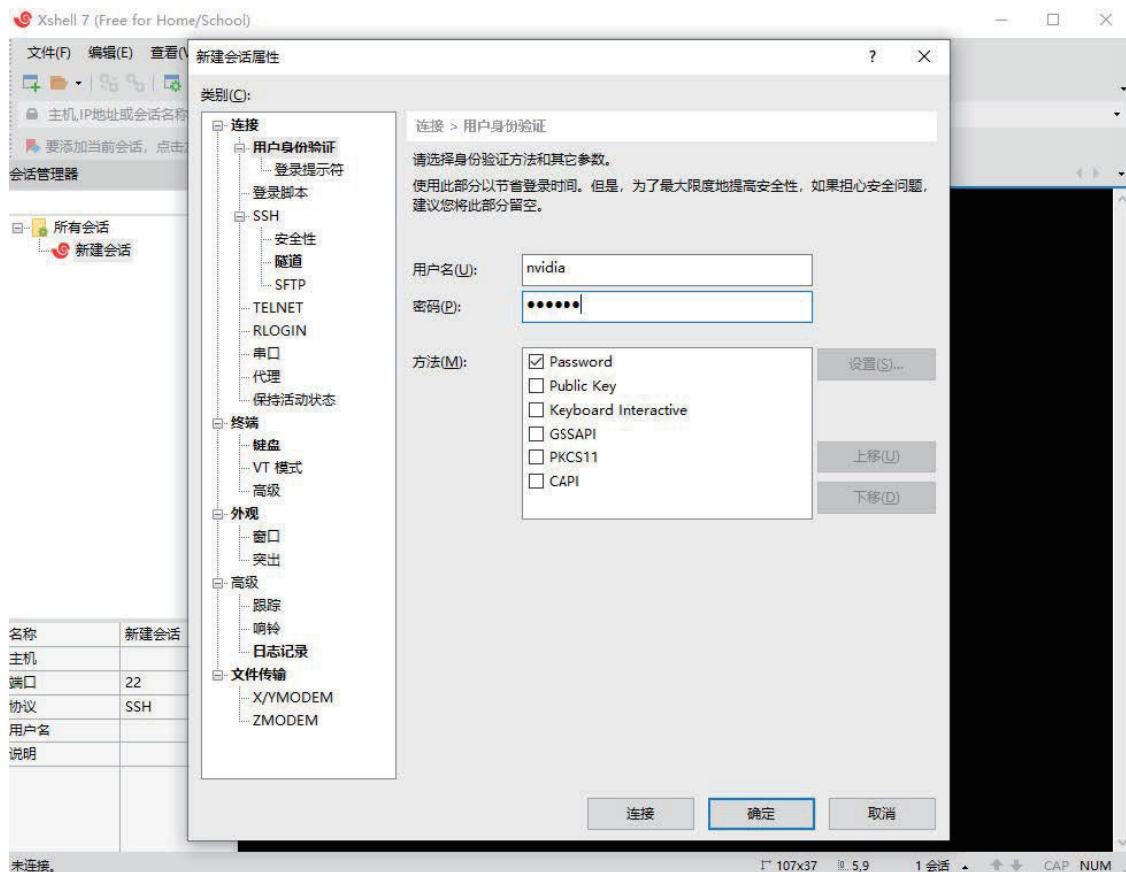 Xshell 7 (Free for Home/School)
文件(F) 编辑(E) 查看(V
主机,IP地址或会话名称
要添加当前会话, 点击
会话管理器
所有会话
新建会话
名称 新建会话
主机
端口 22
协议 SSH
用户名
说明
未连接。
新建会话属性
? ×
类别(C):
连接
用户身份验证
登录提示符
登录脚本
SSH
安全性
隧道
SFTP
TELNET
RLOGIN
串口
代理
保持活动状态
终端
键盘
VT 模式
高级
外观
窗口
突出
高级
跟踪
响铃
日志记录
文件传输
X/YMODEM
ZMODEM
连接 > 用户身份验证
请选择身份验证方法和其它参数。
使用此部分以节省登录时间。但是，为了最大限度地提高安全性，如果担心安全问题，
建议您将此部分留空。
用户名(U): nvidia
密码(P): ●●●●●●
方法(M):
Password
Public Key
Keyboard Interactive
GSSAPI
PKCS11
CAPI
设置(S)...
上移(U)
下移(D)
连接 确定 取消
107x37 5,9 1 会话 CAP NUM